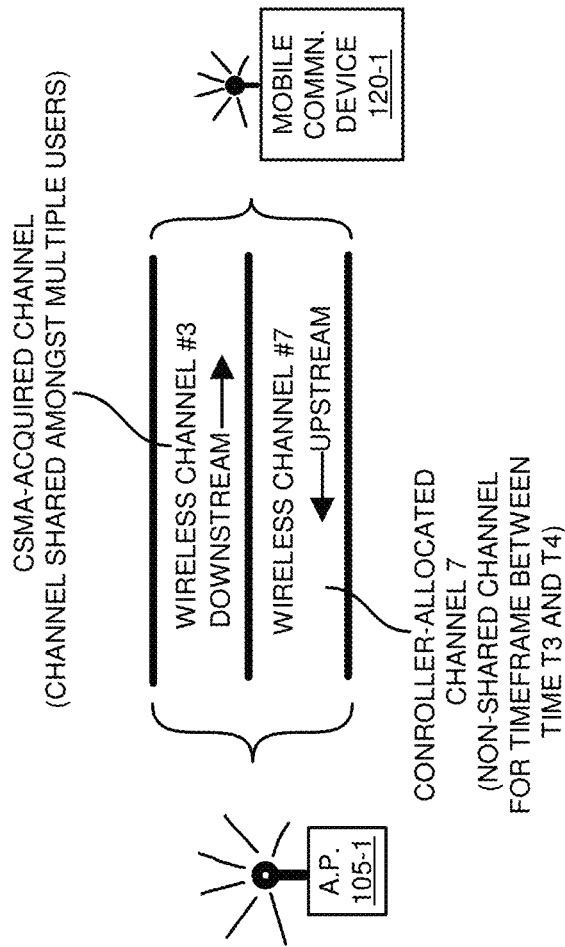 CSMA-ACQUIRED CHANNEL
(CHANNEL SHARED AMONGST MULTIPLE USERS)
WIRELESS CHANNEL #3
DOWNSTREAM
WIRELESS CHANNEL #7
UPSTREAM
A.P.
105-1
MOBILE
COMMN.
DEVICE
120-1
CONROLLER-ALLOCATED
CHANNEL 7
(NON-SHARED CHANNEL
FOR TIMEFRAME BETWEEN
TIME T3 AND T4)